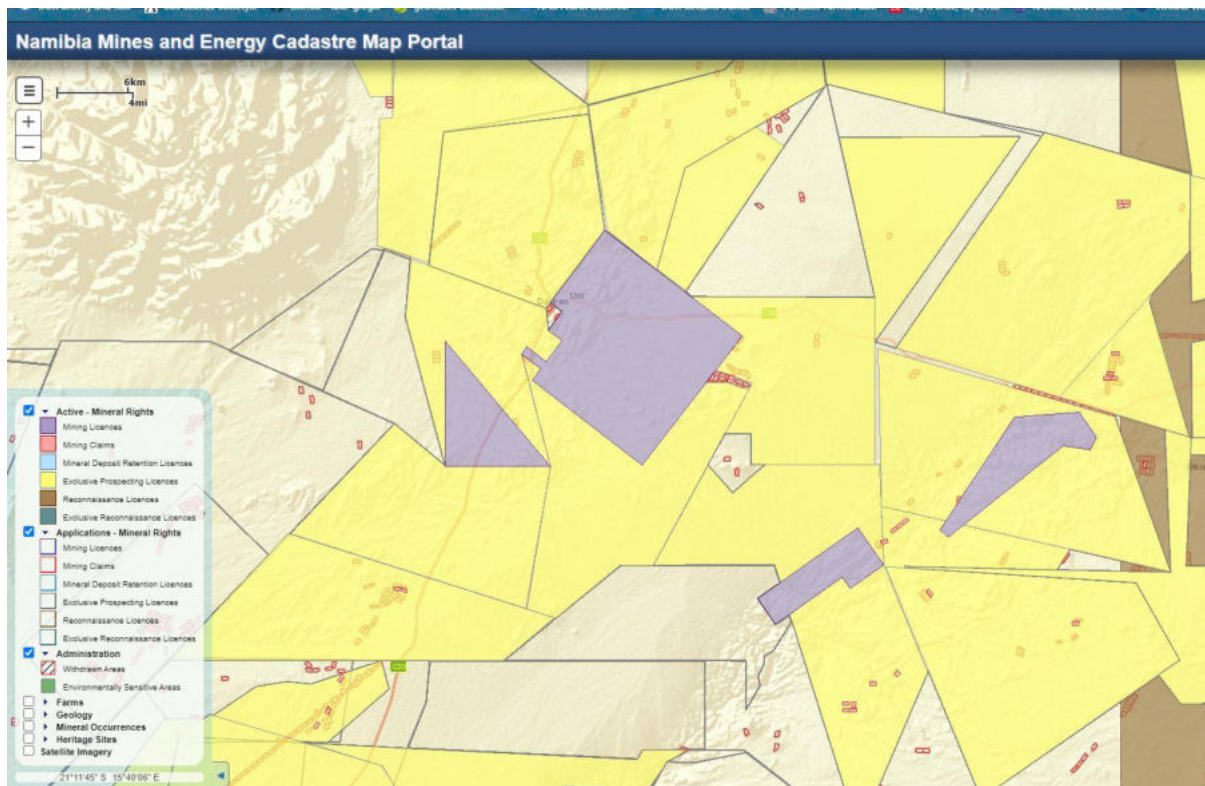 Namibia Mines and Energy Cadastre Map Portal
6km
4mi
+
−
Uis
Active - Mineral Rights
Mining Licences
Mining Claims
Mineral Deposit Retention Licences
Exclusive Prospecting Licences
Reconnaissance Licences
Exclusive Reconnaissance Licences
Applications - Mineral Rights
Mining Licences
Mining Claims
Mineral Deposit Retention Licences
Exclusive Prospecting Licences
Reconnaissance Licences
Exclusive Reconnaissance Licences
Administration
Withdrawn Areas
Environmentally Sensitive Areas
Farms
Geology
Mineral Occurrences
Heritage Sites
Satellite Imagery
21°11'45" S 15°40'06" E